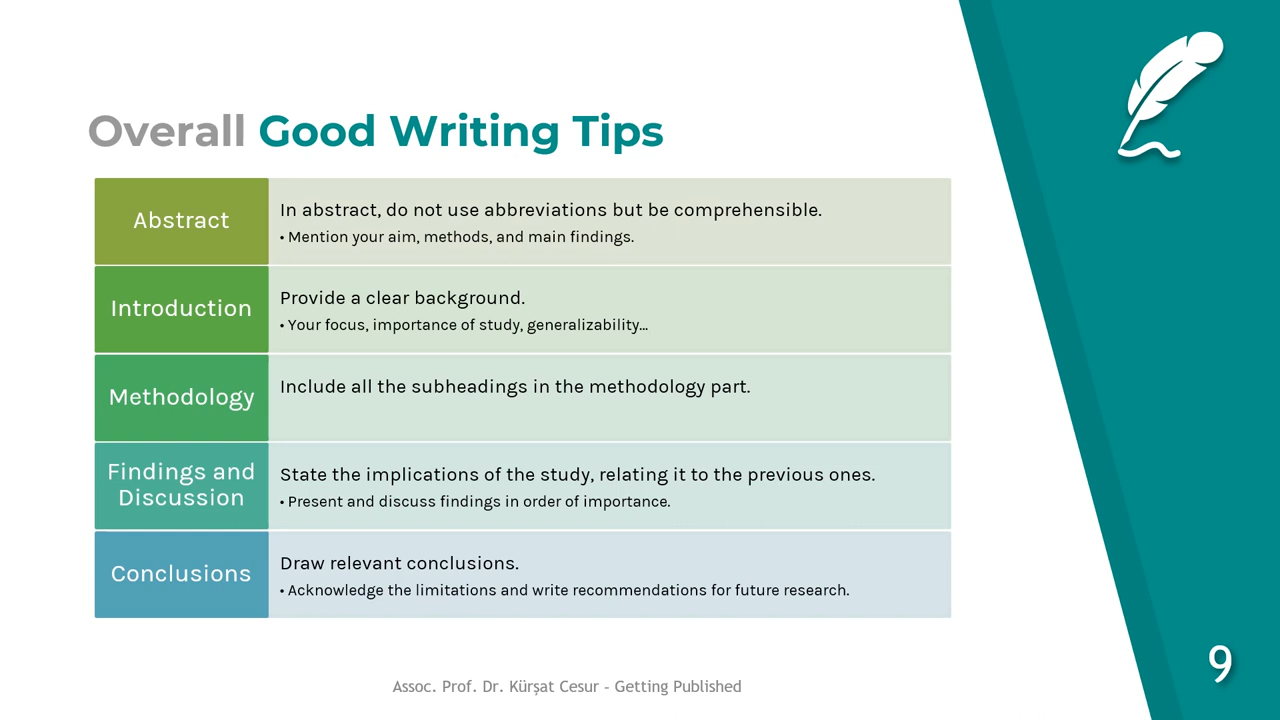 Overall Good Writing Tips
Abstract
In abstract, do not use abbreviations but be comprehensible.
• Mention your aim, methods, and main findings.
Introduction
Provide a clear background.
• Your focus, importance of study, generalizability…
Methodology
Include all the subheadings in the methodology part.
Findings and
Discussion
State the implications of the study, relating it to the previous ones.
• Present and discuss findings in order of importance.
Conclusions
Draw relevant conclusions.
• Acknowledge the limitations and write recommendations for future research.
Assoc. Prof. Dr. Kürşat Cesur - Getting Published
9